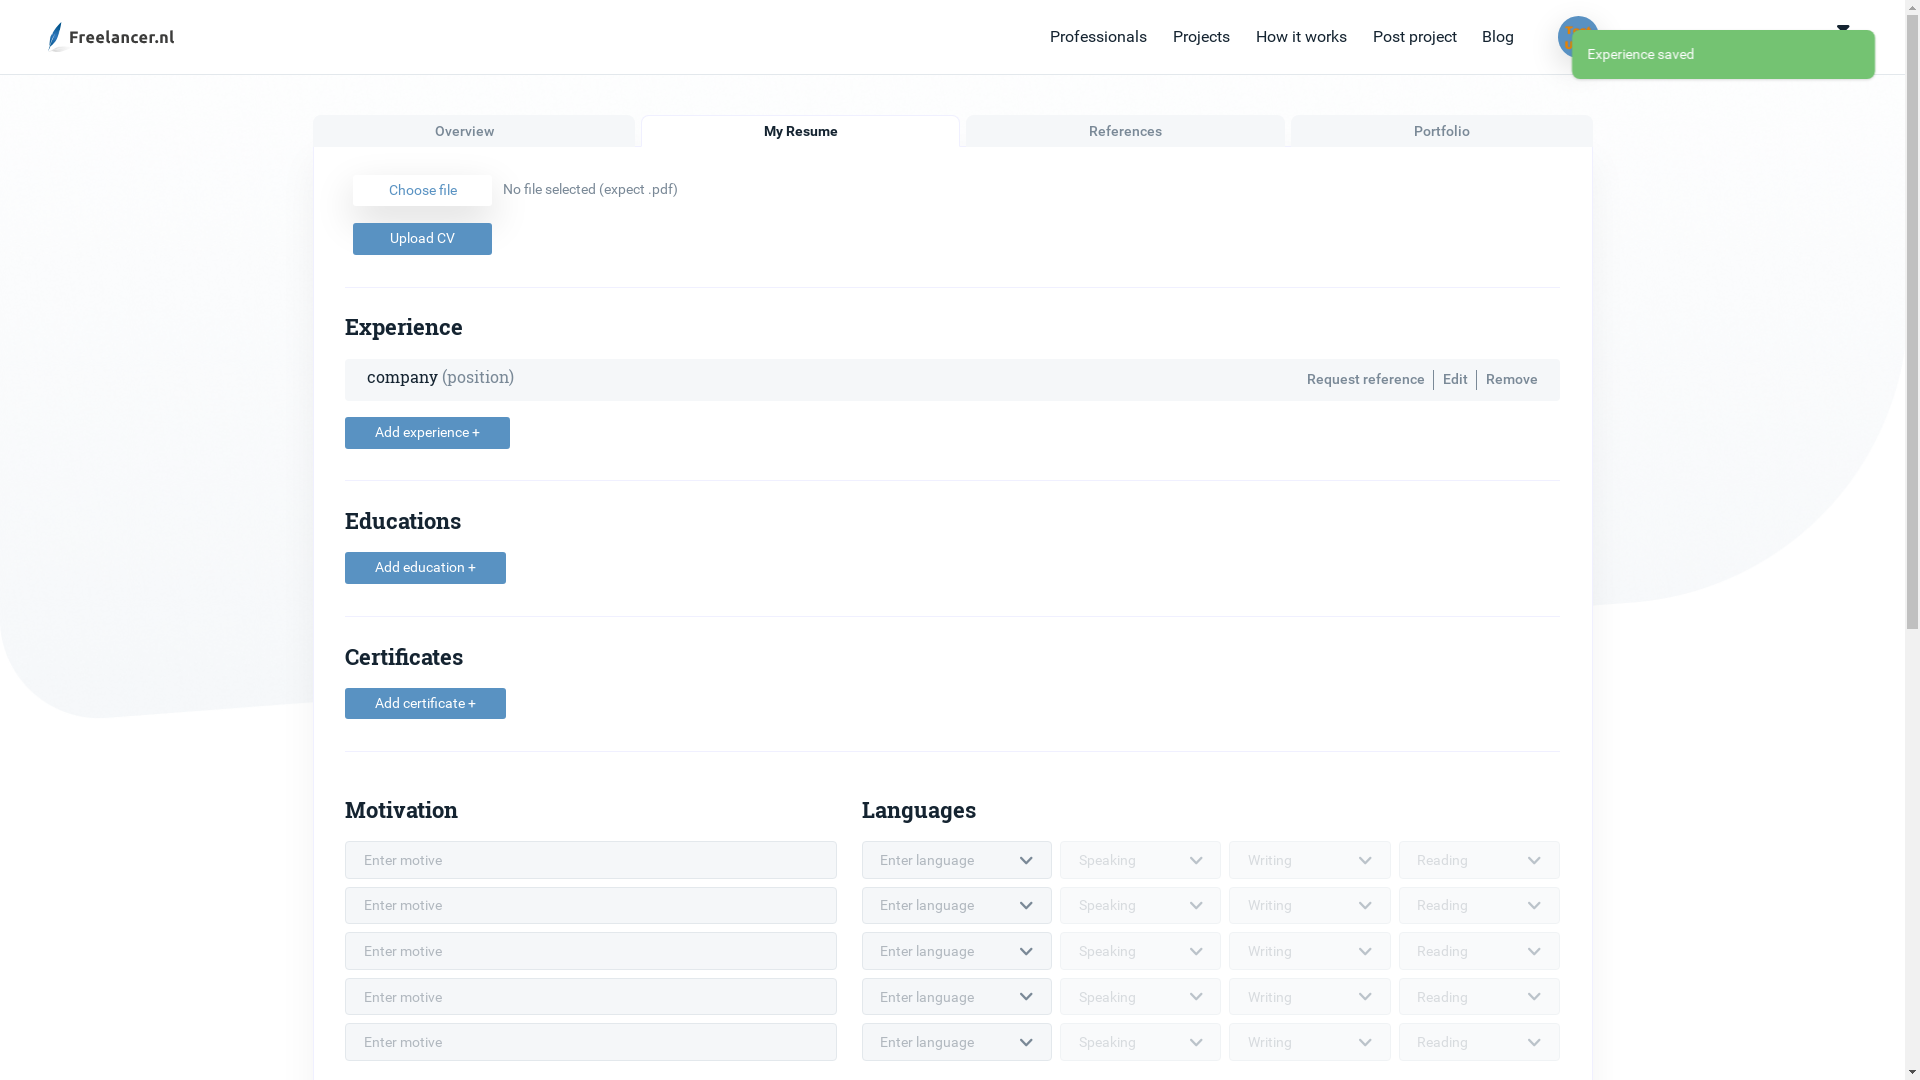 Freelancer.nl
Professionals Projects How it works Post project Blog
Experience saved
Overview My Resume References Portfolio
Choose file No file selected (expect .pdf)
Upload CV
Experience
company (position) Request reference Edit Remove
Add experience +
Educations
Add education +
Certificates
Add certificate +
Motivation Languages
Enter motive Enter language Speaking Writing Reading
Enter motive Enter language Speaking Writing Reading
Enter motive Enter language Speaking Writing Reading
Enter motive Enter language Speaking Writing Reading
Enter motive Enter language Speaking Writing Reading